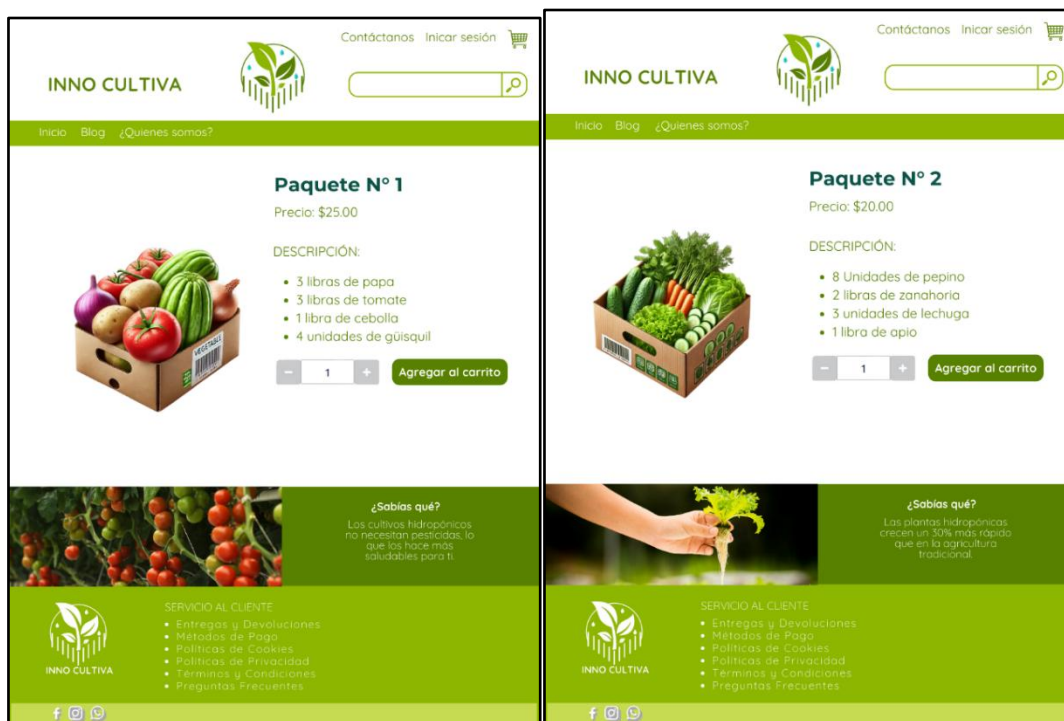 Contáctanos Inicar sesión
INNO CULTIVA
Inicio Blog ¿Quienes somos?
Paquete N° 1
Precio: $25.00
DESCRIPCIÓN:
• 3 libras de papa
• 3 libras de tomate
• 1 libra de cebolla
• 4 unidades de güisquil
VEGETABLE
− 1 +
Agregar al carrito
¿Sabías qué?
Los cultivos hidropónicos
no necesitan pesticidas, lo
que los hace más
saludables para ti.
INNO CULTIVA
SERVICIO AL CLIENTE
• Entregas y Devoluciones
• Métodos de Pago
• Políticas de Cookies
• Políticas de Privacidad
• Términos y Condiciones
• Preguntas Frecuentes
Contáctanos Inicar sesión
INNO CULTIVA
Inicio Blog ¿Quienes somos?
Paquete N° 2
Precio: $20.00
DESCRIPCIÓN:
• 8 Unidades de pepino
• 2 libras de zanahoria
• 3 unidades de lechuga
• 1 libra de apio
− 1 +
Agregar al carrito
¿Sabías qué?
Las plantas hidropónicas
crecen un 30% más rápido
que en la agricultura
tradicional.
INNO CULTIVA
SERVICIO AL CLIENTE
• Entregas y Devoluciones
• Métodos de Pago
• Políticas de Cookies
• Políticas de Privacidad
• Términos y Condiciones
• Preguntas Frecuentes